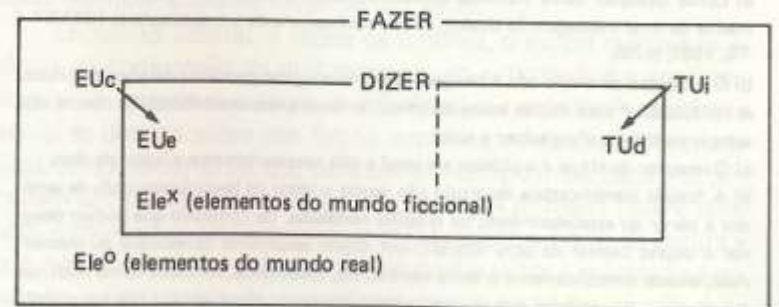 FAZER
EUc DIZER TUi
EUe TUd
Ele^x (elementos do mundo ficcional)
Ele^o (elementos do mundo real)